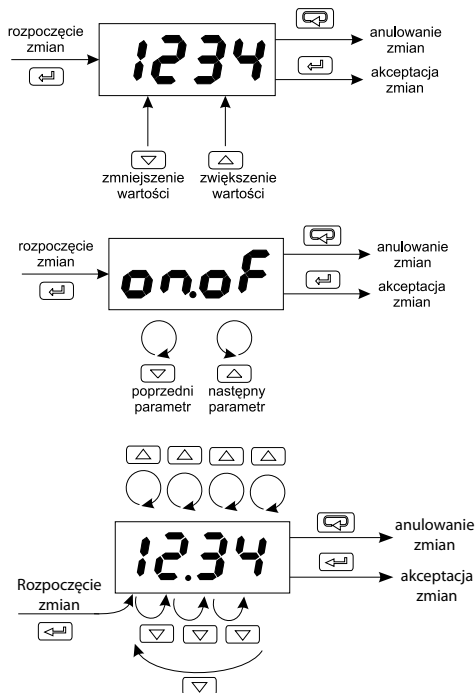 rozpoczęcie
zmian
1234
anulowanie
zmian
akceptacja
zmian
zmniejszenie
wartości
zwiększenie
wartości
rozpoczęcie
zmian
on.oF
anulowanie
zmian
akceptacja
zmian
poprzedni
parametr
następny
parametr
12.34
anulowanie
zmian
Rozpoczęcie
zmian
akceptacja
zmian